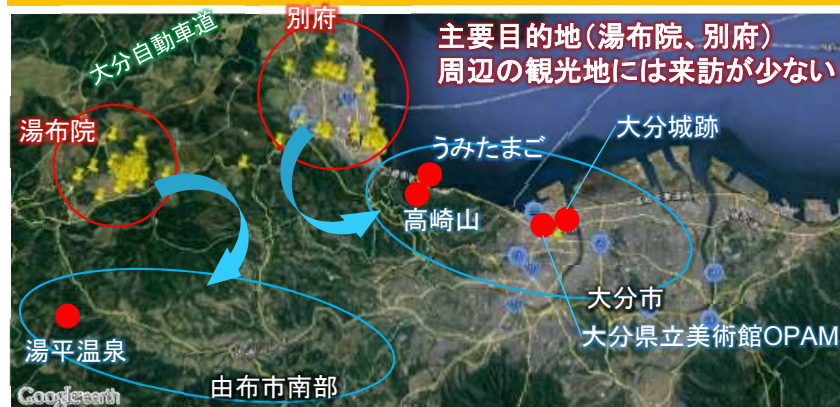 別府
主要目的地(湯布院、別府)
周辺の観光地には来訪が少ない
大分自動車道
湯布院
うみたまご
大分城跡
高崎山
大分市
大分県立美術館OPAM
湯平温泉
由布市南部
Google earth